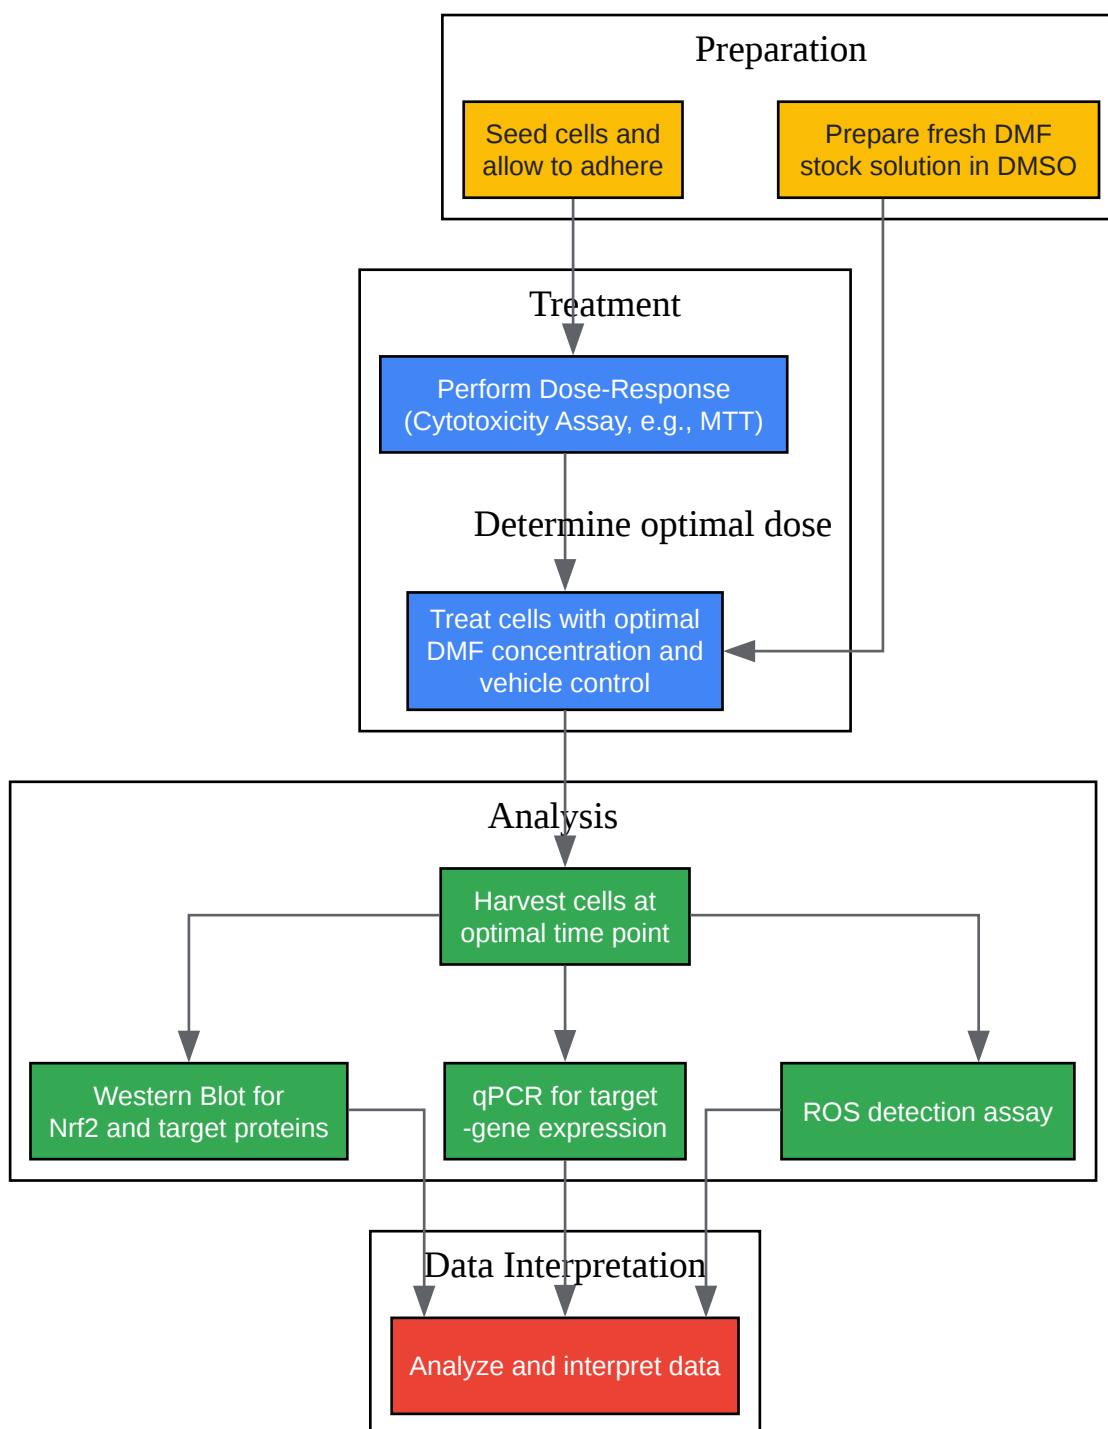 Preparation
Seed cells and
allow to adhere
Prepare fresh DMF
stock solution in DMSO
Treatment
Perform Dose-Response
(Cytotoxicity Assay, e.g., MTT)
Determine optimal dose
Treat cells with optimal
DMF concentration and
vehicle control
Analysis
Harvest cells at
optimal time point
Western Blot for
Nrf2 and target proteins
qPCR for target
-gene expression
ROS detection assay
Data Interpretation
Analyze and interpret data